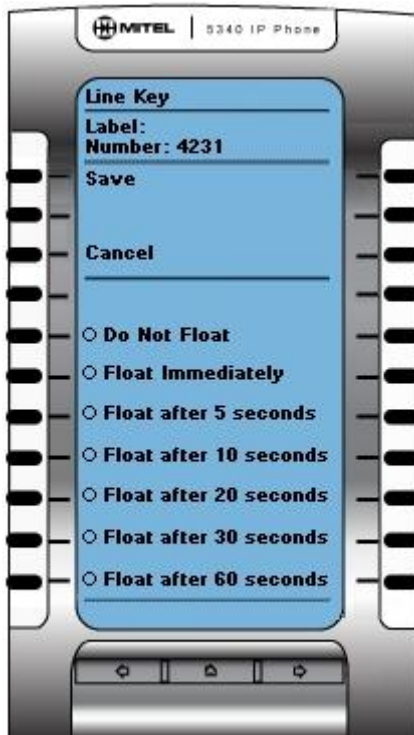 MITEL 5340 IP Phone
Line Key
Label:
Number: 4231
Save
Cancel
Do Not Float
Float Immediately
Float after 5 seconds
Float after 10 seconds
Float after 20 seconds
Float after 30 seconds
Float after 60 seconds